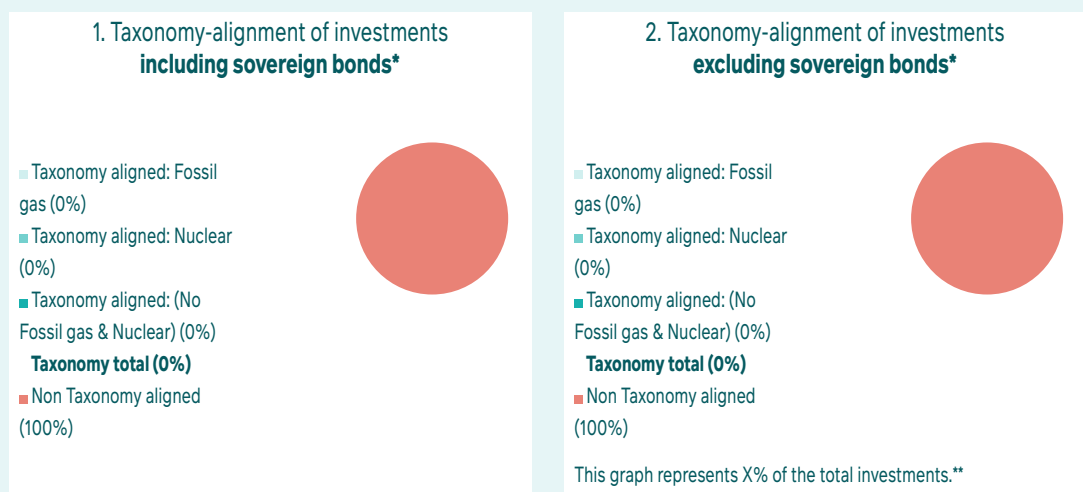 1. Taxonomy-alignment of investments
including sovereign bonds*
Taxonomy aligned: Fossil
gas (0%)
Taxonomy aligned: Nuclear
(0%)
Taxonomy aligned: (No
Fossil gas & Nuclear) (0%)
Taxonomy total (0%)
Non Taxonomy aligned
(100%)
2. Taxonomy-alignment of investments
excluding sovereign bonds*
Taxonomy aligned: Fossil
gas (0%)
Taxonomy aligned: Nuclear
(0%)
Taxonomy aligned: (No
Fossil gas & Nuclear) (0%)
Taxonomy total (0%)
Non Taxonomy aligned
(100%)
This graph represents X% of the total investments.**